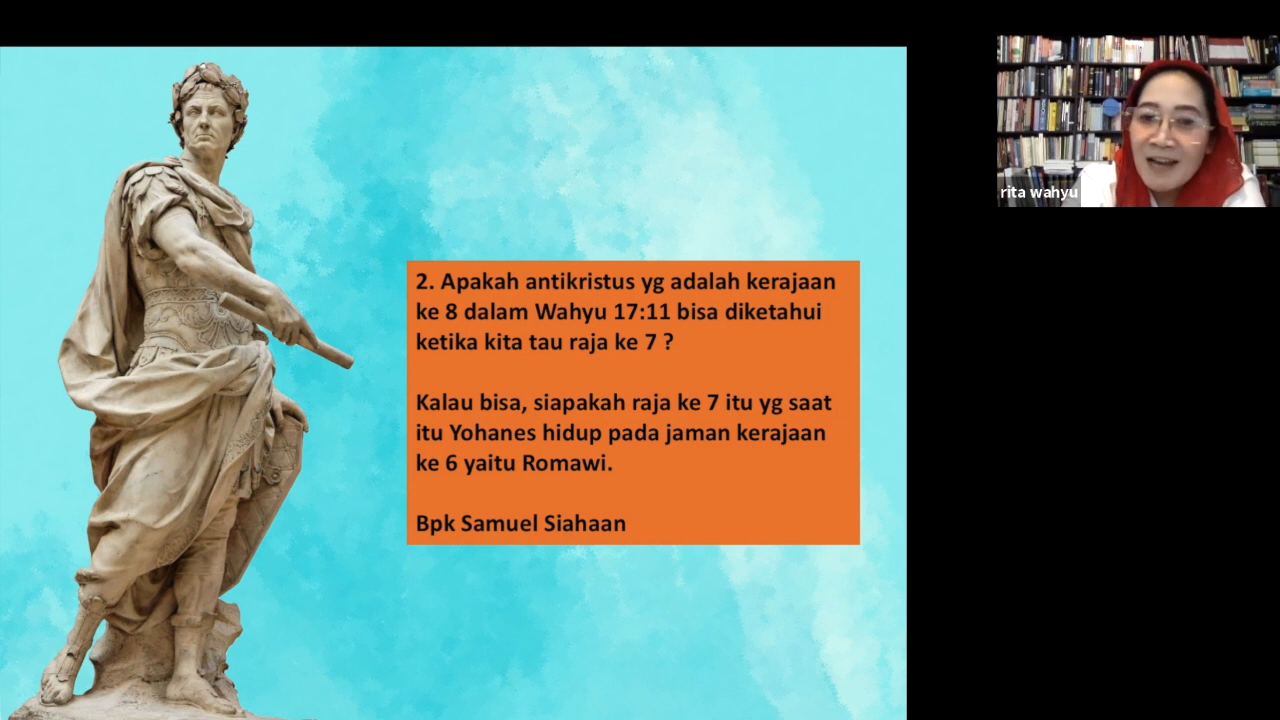 rita wahyu
2. Apakah antikristus yg adalah kerajaan
ke 8 dalam Wahyu 17:11 bisa diketahui
ketika kita tau raja ke 7 ?
Kalau bisa, siapakah raja ke 7 itu yg saat
itu Yohanes hidup pada jaman kerajaan
ke 6 yaitu Romawi.
Bpk Samuel Siahaan